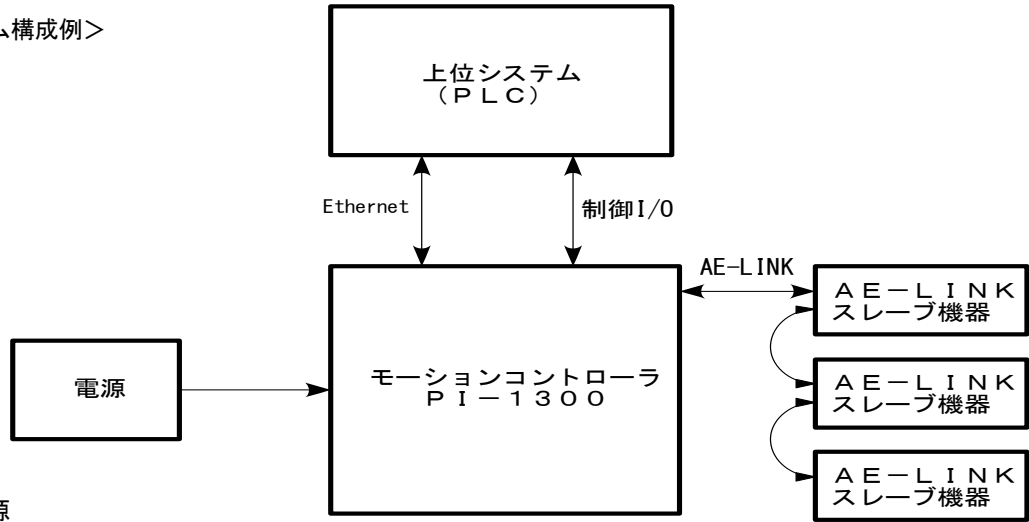 ム構成例＞
上位システム
（ＰＬＣ）
Ethernet
制御I/O
AE-LINK
ＡＥ－ＬＩＮＫ
スレーブ機器
電源
モーションコントローラ
ＰＩ－１３００
ＡＥ－ＬＩＮＫ
スレーブ機器
ＡＥ－ＬＩＮＫ
スレーブ機器
源